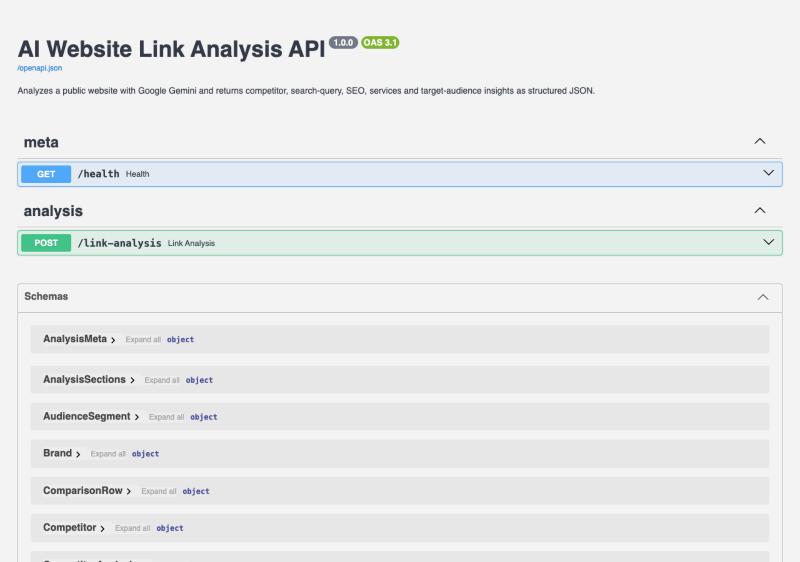 AI Website Link Analysis API 1.0.0 OAS 3.1
/openapi.json
Analyzes a public website with Google Gemini and returns competitor, search-query, SEO, services and target-audience insights as structured JSON.
meta
GET /health Health
analysis
POST /link-analysis Link Analysis
Schemas
AnalysisMeta Expand all object
AnalysisSections Expand all object
AudienceSegment Expand all object
Brand Expand all object
ComparisonRow Expand all object
Competitor Expand all object